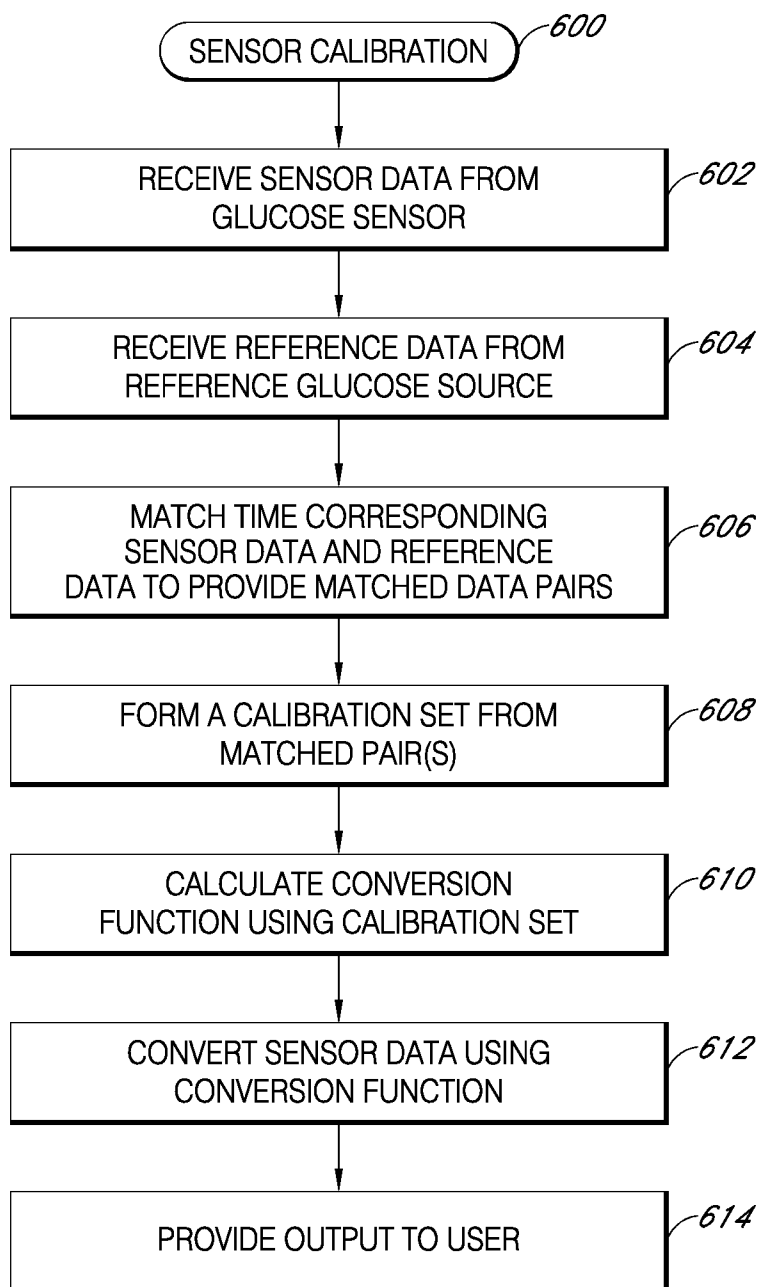 SENSOR CALIBRATION
600
RECEIVE SENSOR DATA FROM
GLUCOSE SENSOR
602
RECEIVE REFERENCE DATA FROM
REFERENCE GLUCOSE SOURCE
604
MATCH TIME CORRESPONDING
SENSOR DATA AND REFERENCE
DATA TO PROVIDE MATCHED DATA PAIRS
606
FORM A CALIBRATION SET FROM
MATCHED PAIR(S)
608
CALCULATE CONVERSION
FUNCTION USING CALIBRATION SET
610
CONVERT SENSOR DATA USING
CONVERSION FUNCTION
612
PROVIDE OUTPUT TO USER
614